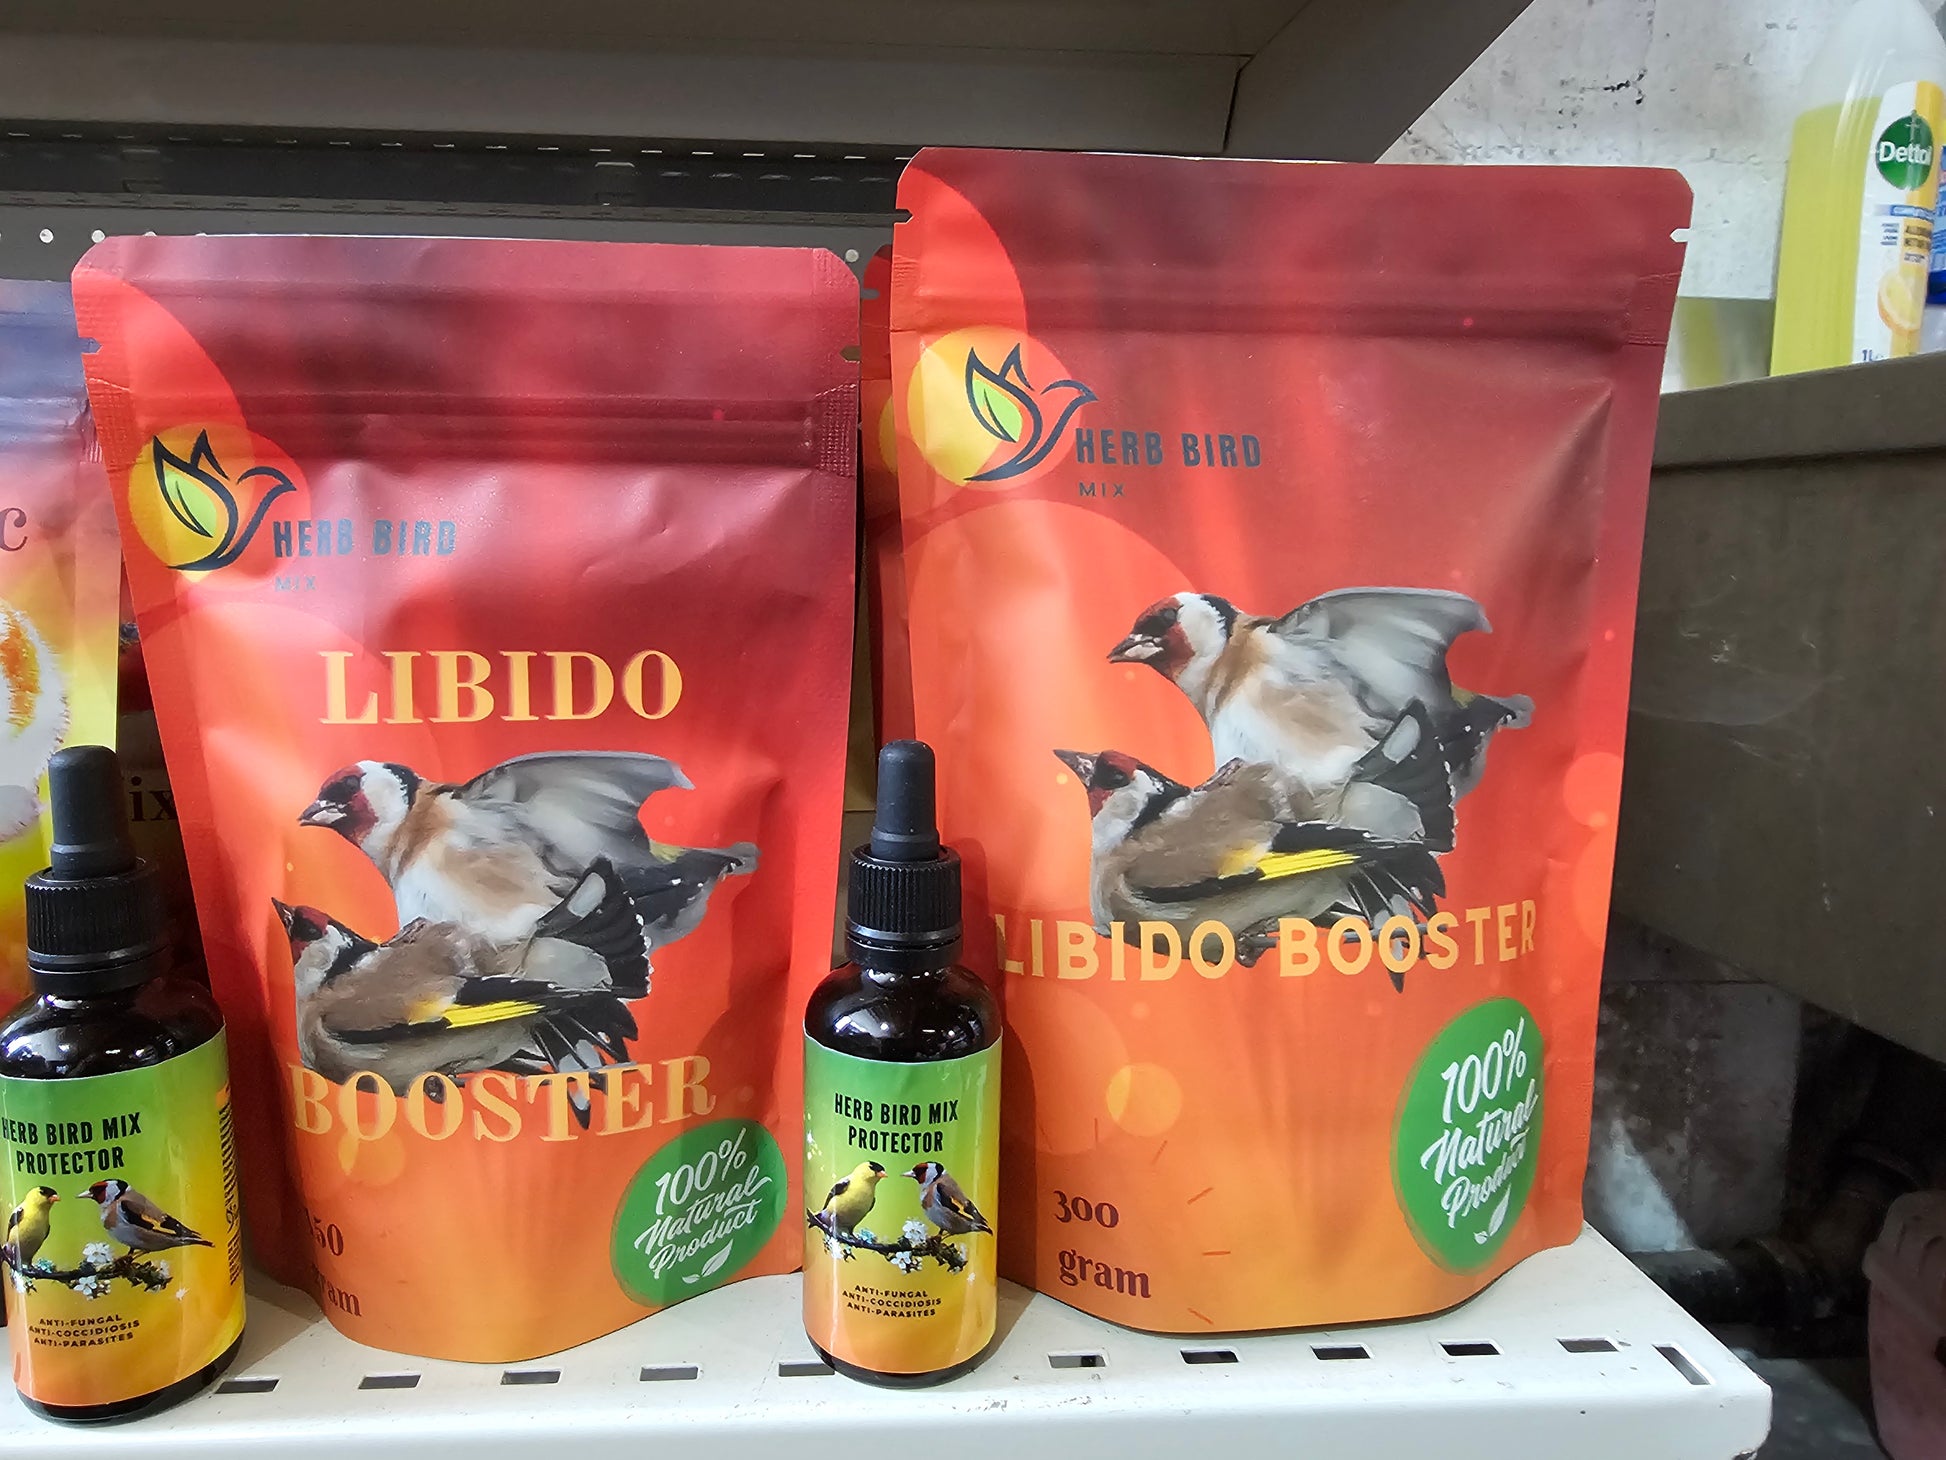 c
ix
HERB BIRD
MIX
LIBIDO
BOOSTER
100%
Natural
Product
HERB BIRD MIX
PROTECTOR
ANTI-FUNGAL
ANTI-COCCIDIOSIS
ANTI-PARASITES
HERB BIRD MIX
PROTECTOR
ANTI-FUNGAL
ANTI-COCCIDIOSIS
ANTI-PARASITES
HERB BIRD
MIX
LIBIDO BOOSTER
300
gram
100%
Natural
Product
Dettol